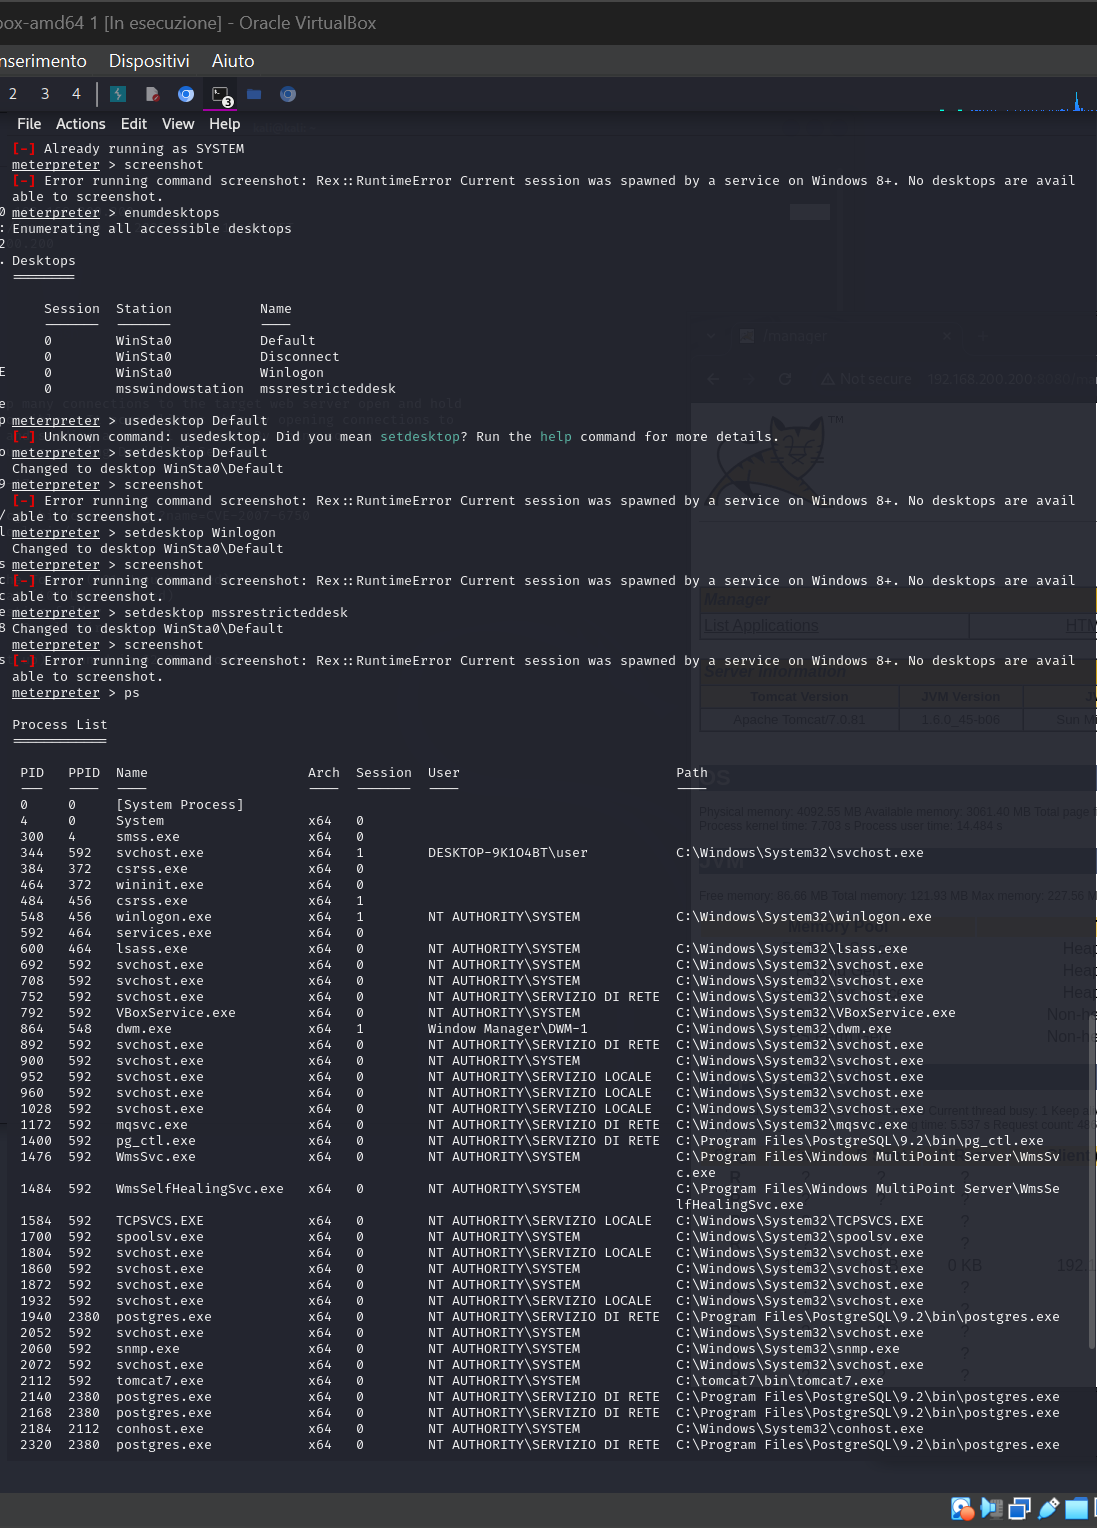 box-amd64 1 [In esecuzione] - Oracle VirtualBox
nserimento Dispositivi Aiuto
2 3 4 3
File Actions Edit View Help
[-] Already running as SYSTEM
meterpreter > screenshot
[-] Error running command screenshot: Rex::RuntimeError Current session was spawned by a service on Windows 8+. No desktops are avail
able to screenshot.
meterpreter > enumdesktops
Enumerating all accessible desktops
Desktops
========
Session Station Name
------- ------- ----
0 WinSta0 Default
0 WinSta0 Disconnect
0 WinSta0 Winlogon
0 msswindowstation mssrestricteddesk
meterpreter > usedesktop Default
[-] Unknown command: usedesktop. Did you mean setdesktop? Run the help command for more details.
meterpreter > setdesktop Default
Changed to desktop WinSta0\Default
meterpreter > screenshot
[-] Error running command screenshot: Rex::RuntimeError Current session was spawned by a service on Windows 8+. No desktops are avail
able to screenshot.
meterpreter > setdesktop Winlogon
Changed to desktop WinSta0\Default
meterpreter > screenshot
[-] Error running command screenshot: Rex::RuntimeError Current session was spawned by a service on Windows 8+. No desktops are avail
able to screenshot.
meterpreter > setdesktop mssrestricteddesk
Changed to desktop WinSta0\Default
meterpreter > screenshot
[-] Error running command screenshot: Rex::RuntimeError Current session was spawned by a service on Windows 8+. No desktops are avail
able to screenshot.
meterpreter > ps
Process List
============
PID PPID Name Arch Session User Path
--- ---- ---- ---- ------- ---- ----
0 0 [System Process]
4 0 System x64 0
300 4 smss.exe x64 0
344 592 svchost.exe x64 1 DESKTOP-9K1O4BT\user C:\Windows\System32\svchost.exe
384 372 csrss.exe x64 0
464 372 wininit.exe x64 0
484 456 csrss.exe x64 1
548 456 winlogon.exe x64 1 NT AUTHORITY\SYSTEM C:\Windows\System32\winlogon.exe
592 464 services.exe x64 0
600 464 lsass.exe x64 0 NT AUTHORITY\SYSTEM C:\Windows\System32\lsass.exe
692 592 svchost.exe x64 0 NT AUTHORITY\SYSTEM C:\Windows\System32\svchost.exe
708 592 svchost.exe x64 0 NT AUTHORITY\SYSTEM C:\Windows\System32\svchost.exe
752 592 svchost.exe x64 0 NT AUTHORITY\SERVIZIO DI RETE C:\Windows\System32\svchost.exe
792 592 VBoxService.exe x64 0 NT AUTHORITY\SYSTEM C:\Windows\System32\VBoxService.exe
864 548 dwm.exe x64 1 Window Manager\DWM-1 C:\Windows\System32\dwm.exe
892 592 svchost.exe x64 0 NT AUTHORITY\SERVIZIO DI RETE C:\Windows\System32\svchost.exe
900 592 svchost.exe x64 0 NT AUTHORITY\SYSTEM C:\Windows\System32\svchost.exe
952 592 svchost.exe x64 0 NT AUTHORITY\SERVIZIO LOCALE C:\Windows\System32\svchost.exe
960 592 svchost.exe x64 0 NT AUTHORITY\SERVIZIO LOCALE C:\Windows\System32\svchost.exe
1028 592 svchost.exe x64 0 NT AUTHORITY\SERVIZIO LOCALE C:\Windows\System32\svchost.exe
1172 592 mqsvc.exe x64 0 NT AUTHORITY\SERVIZIO DI RETE C:\Windows\System32\mqsvc.exe
1400 592 pg_ctl.exe x64 0 NT AUTHORITY\SERVIZIO DI RETE C:\Program Files\PostgreSQL\9.2\bin\pg_ctl.exe
1476 592 WmsSvc.exe x64 0 NT AUTHORITY\SYSTEM C:\Program Files\Windows MultiPoint Server\WmsSv
c.exe
1484 592 WmsSelfHealingSvc.exe x64 0 NT AUTHORITY\SYSTEM C:\Program Files\Windows MultiPoint Server\WmsSe
lfHealingSvc.exe
1584 592 TCPSVCS.EXE x64 0 NT AUTHORITY\SERVIZIO LOCALE C:\Windows\System32\TCPSVCS.EXE
1700 592 spoolsv.exe x64 0 NT AUTHORITY\SYSTEM C:\Windows\System32\spoolsv.exe
1804 592 svchost.exe x64 0 NT AUTHORITY\SERVIZIO LOCALE C:\Windows\System32\svchost.exe
1860 592 svchost.exe x64 0 NT AUTHORITY\SYSTEM C:\Windows\System32\svchost.exe
1872 592 svchost.exe x64 0 NT AUTHORITY\SYSTEM C:\Windows\System32\svchost.exe
1932 592 svchost.exe x64 0 NT AUTHORITY\SERVIZIO LOCALE C:\Windows\System32\svchost.exe
1940 2380 postgres.exe x64 0 NT AUTHORITY\SERVIZIO DI RETE C:\Program Files\PostgreSQL\9.2\bin\postgres.exe
2052 592 svchost.exe x64 0 NT AUTHORITY\SYSTEM C:\Windows\System32\svchost.exe
2060 592 snmp.exe x64 0 NT AUTHORITY\SYSTEM C:\Windows\System32\snmp.exe
2072 592 svchost.exe x64 0 NT AUTHORITY\SYSTEM C:\Windows\System32\svchost.exe
2112 592 tomcat7.exe x64 0 NT AUTHORITY\SYSTEM C:\tomcat7\bin\tomcat7.exe
2140 2380 postgres.exe x64 0 NT AUTHORITY\SERVIZIO DI RETE C:\Program Files\PostgreSQL\9.2\bin\postgres.exe
2168 2380 postgres.exe x64 0 NT AUTHORITY\SERVIZIO DI RETE C:\Program Files\PostgreSQL\9.2\bin\postgres.exe
2184 2112 conhost.exe x64 0 NT AUTHORITY\SYSTEM C:\Windows\System32\conhost.exe
2320 2380 postgres.exe x64 0 NT AUTHORITY\SERVIZIO DI RETE C:\Program Files\PostgreSQL\9.2\bin\postgres.exe